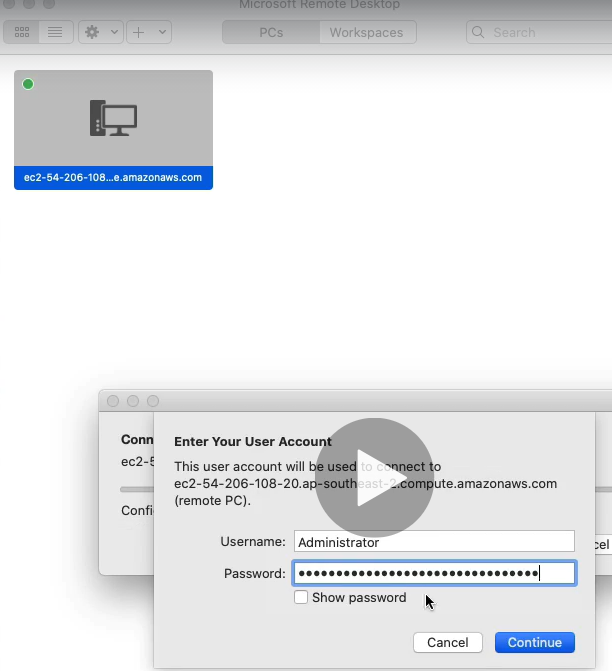 Microsoft Remote Desktop
PCs
Workspaces
Search
ec2-54-206-108...e.amazonaws.com
Conn
ec2-5
Confi
cel
Enter Your User Account
This user account will be used to connect to
ec2-54-206-108-20.ap-southeast-2.compute.amazonaws.com
(remote PC).
Username: Administrator
Password: ••••••••••••••••••••••••••••••••
Show password
Cancel
Continue